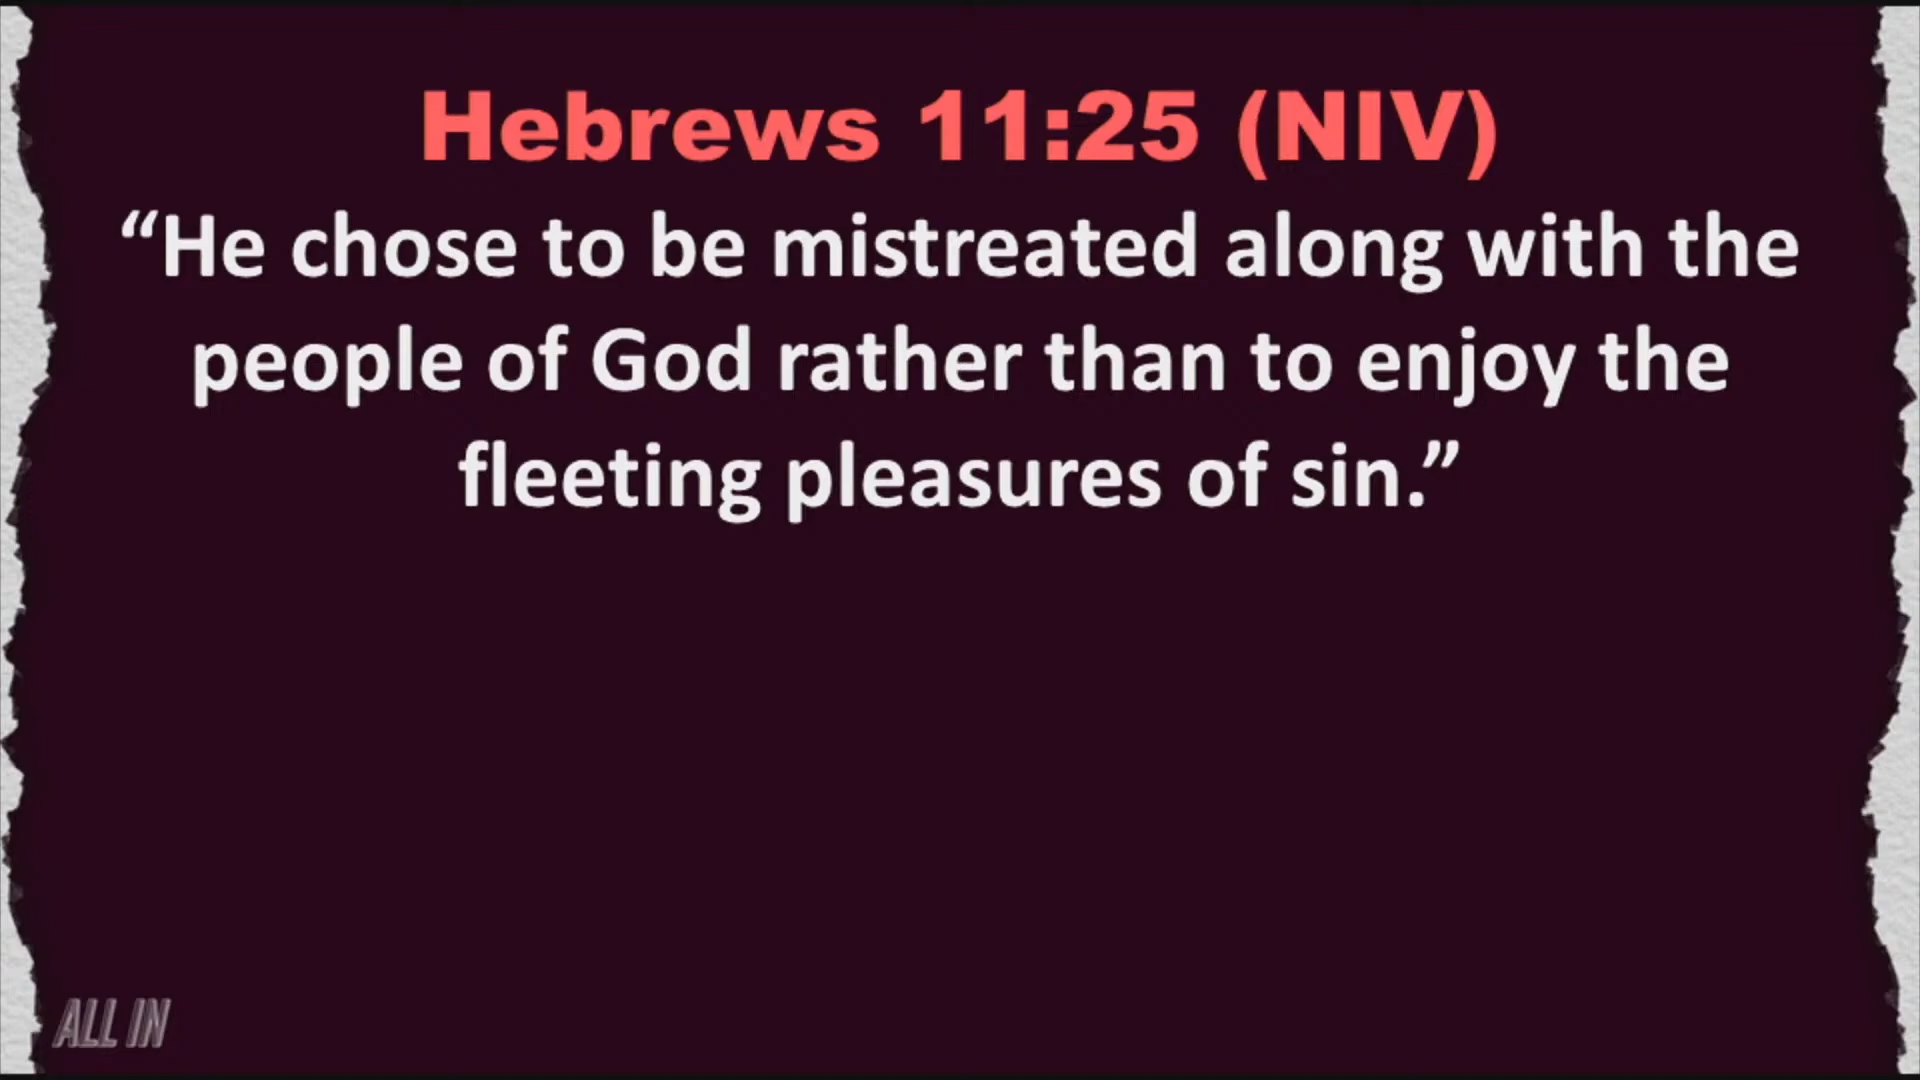 Hebrews 11:25 (NIV)
“He chose to be mistreated along with the
people of God rather than to enjoy the
fleeting pleasures of sin.”
ALL IN